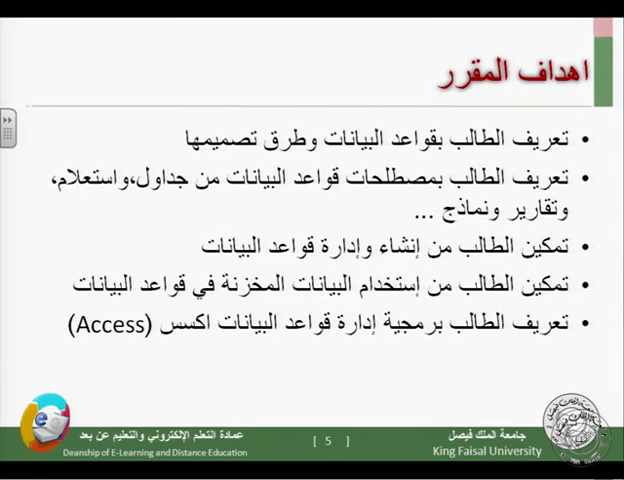 اهداف المقرر
• تعريف الطالب بقواعد البيانات وطرق تصميمها
• تعريف الطالب بمصطلحات قواعد البيانات من جداول،واستعلام،
وتقارير ونماذج ...
• تمكين الطالب من إنشاء وإدارة قواعد البيانات
• تمكين الطالب من إستخدام البيانات المخزنة في قواعد البيانات
• تعريف الطالب برمجية إدارة قواعد البيانات اكسس (Access)
جامعة الملك فيصل
King Faisal University
[ 5 ]
عمادة التعلم الإلكتروني والتعليم عن بعد
Deanship of E-Learning and Distance Education